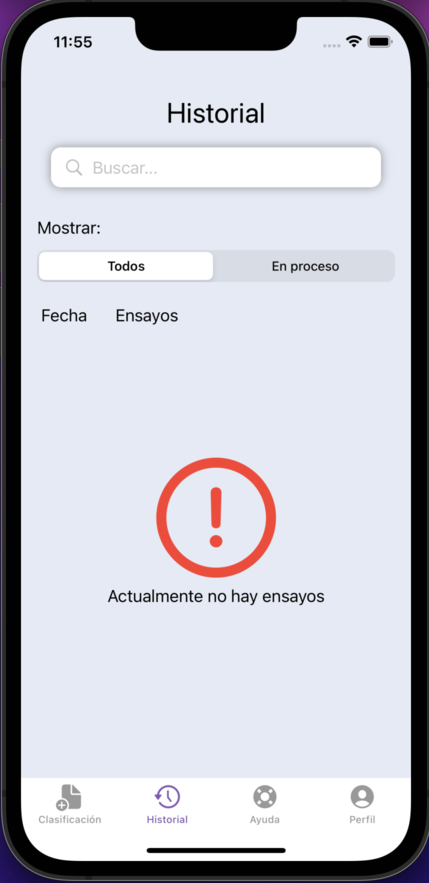 11:55
Historial
Buscar...
Mostrar:
Todos En proceso
Fecha Ensayos
Actualmente no hay ensayos
Clasificación Historial Ayuda Perfil